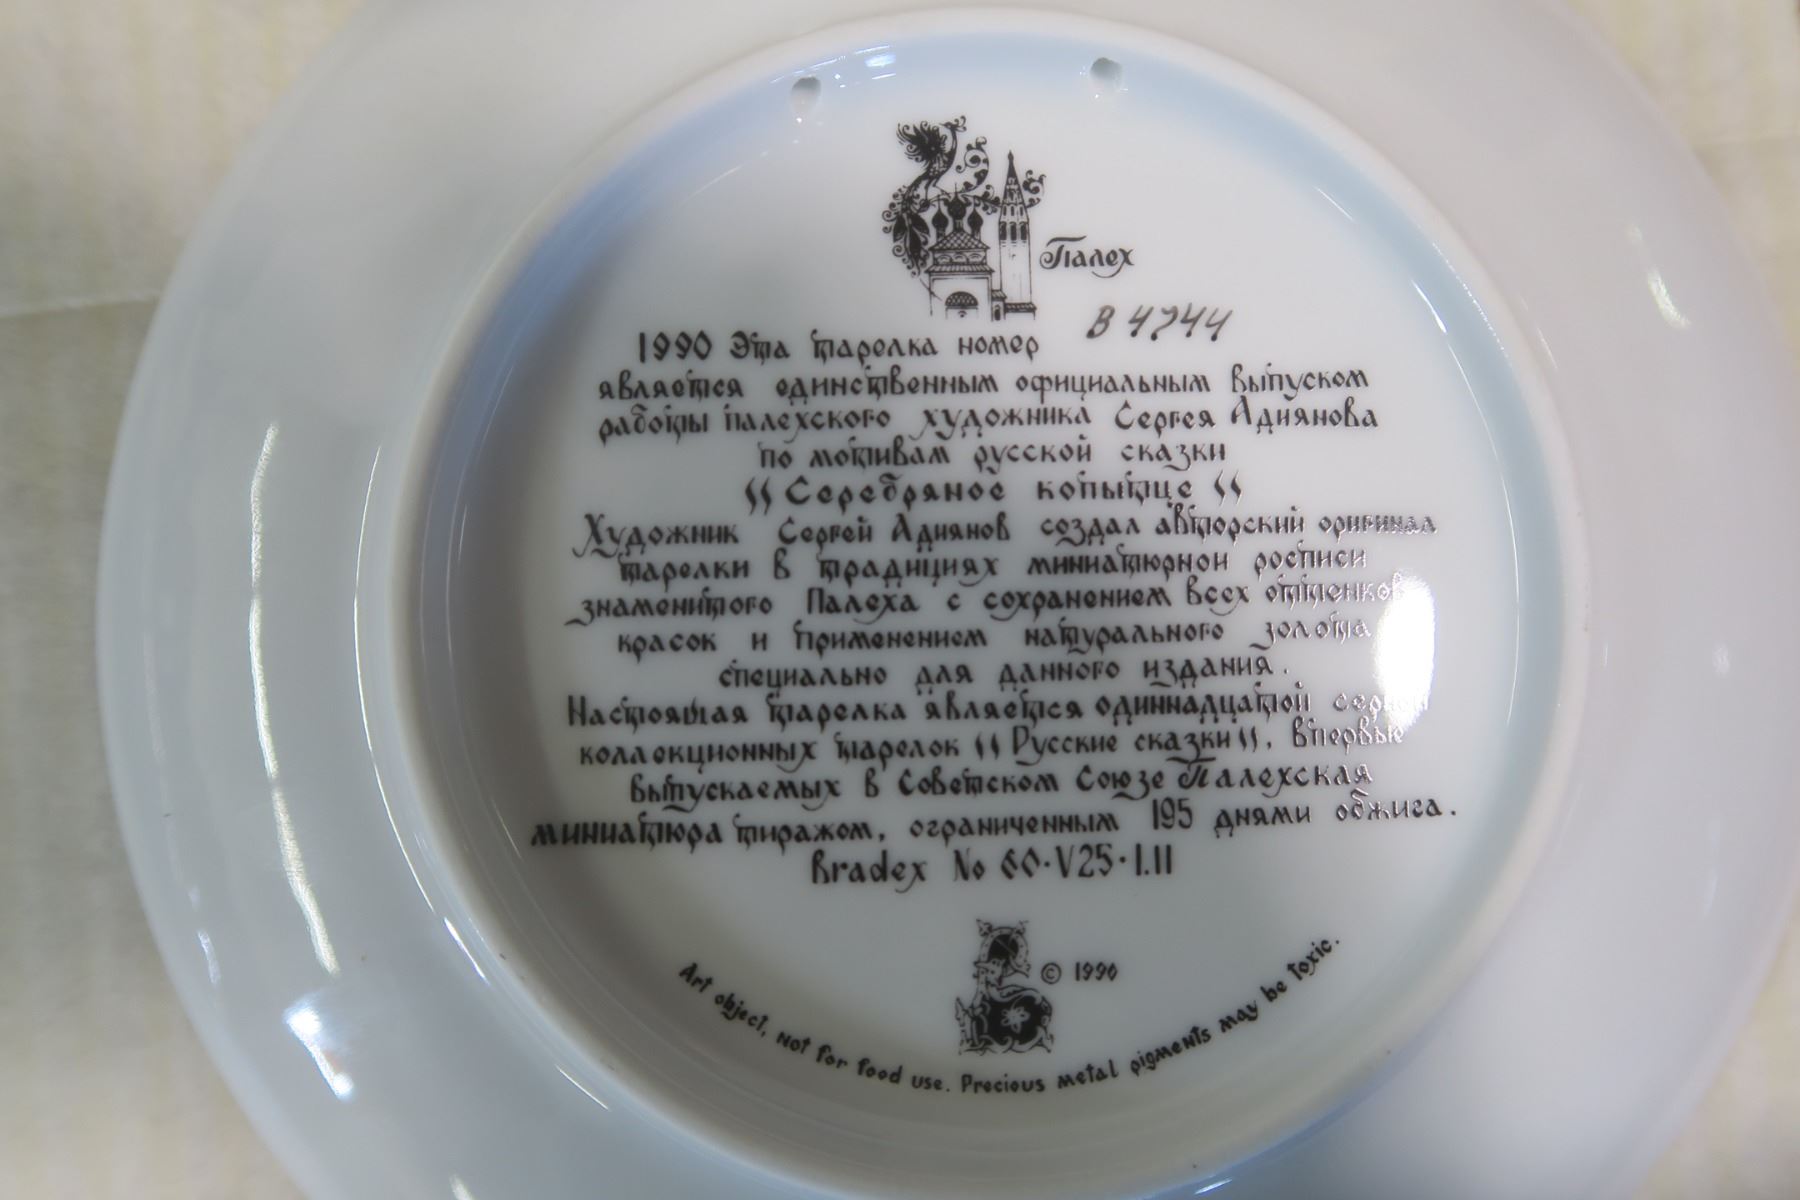 Палех
B 4744
1990 Эта тарелка номер
является единственным официальным выпуском
работы палехского художника Сергея Адиянова
по мотивам русской сказки
"Серебряное копытце"
Художник Сергей Адиянов создал авторский оригинал
тарелки в традициях миниатюрной росписи
знаменитого Палеха с сохранением всех оттенков
красок и применением натурального золота
специально для данного издания.
Настоящая тарелка является одиннадцатой серии
коллекционных тарелок "Русские сказки", впервые
выпускаемых в Советском Союзе Палехская
миниатюра тиражом, ограниченным 195 днями обжига.
Bradex No 60·V25·1.11
© 1990
Art object, not for food use. Precious metal pigments may be toxic.